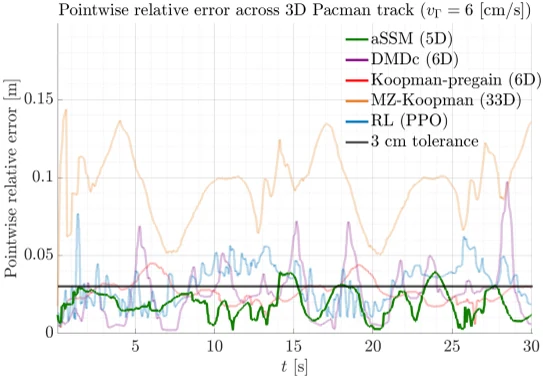 Pointwise relative error across 3D Pacman track (v_Γ = 6 [cm/s])
aSSM (5D)
DMDc (6D)
Koopman-pregain (6D)
MZ-Koopman (33D)
RL (PPO)
3 cm tolerance
Pointwise relative error [m]
0.15
0.1
0.05
0
5
10
15
20
25
30
t [s]